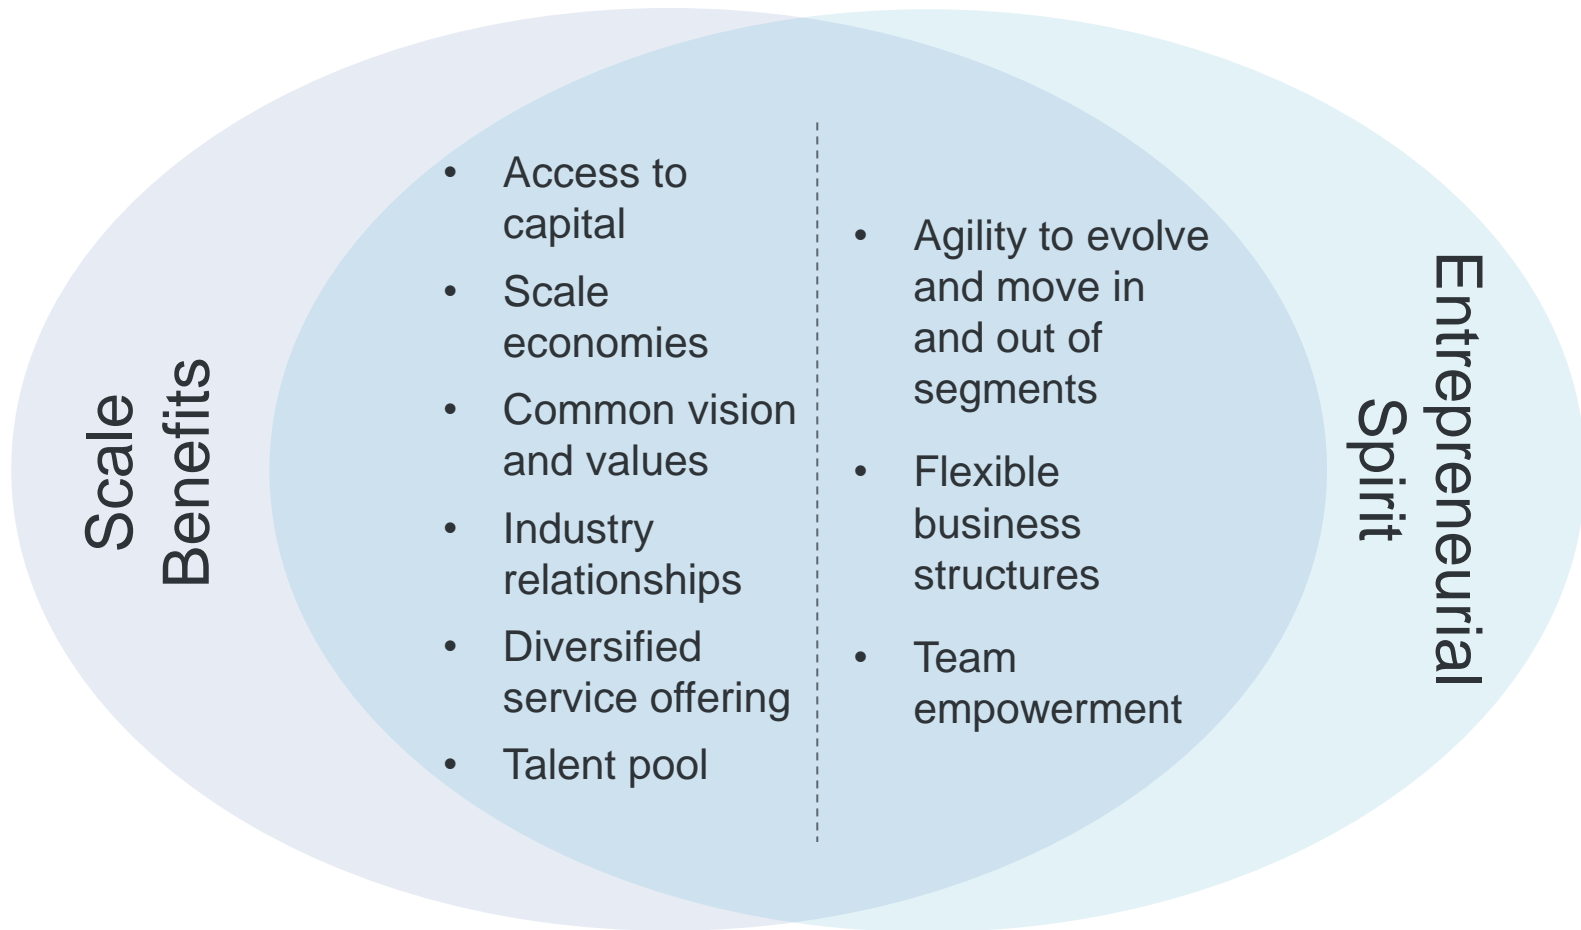 Scale
Benefits
• Access to
capital
• Scale
economies
• Common vision
and values
• Industry
relationships
• Diversified
service offering
• Talent pool
• Agility to evolve
and move in
and out of
segments
• Flexible
business
structures
• Team
empowerment
Entrepreneurial
Spirit